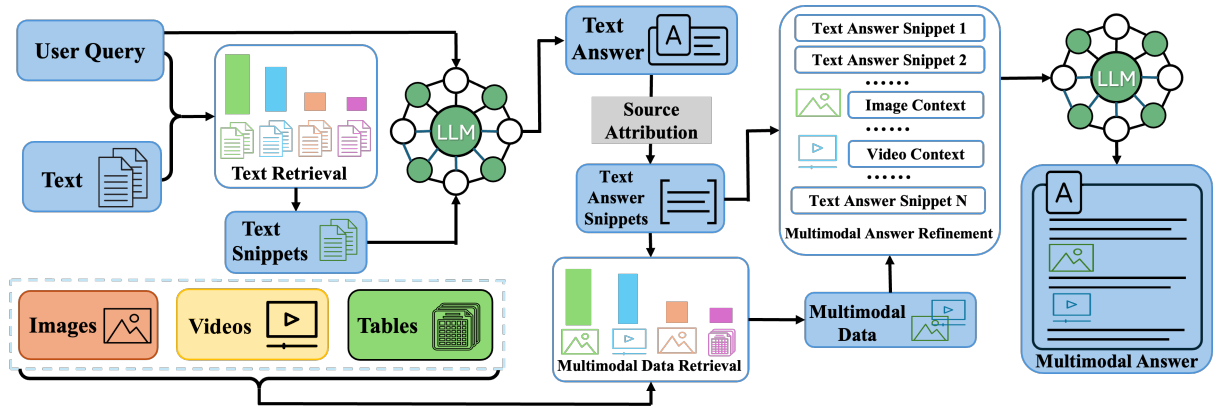 User Query
Text
Text Retrieval
Text
Snippets
LLM
Text
Answer
A
Source
Attribution
Text
Answer
Snippets
Images
Videos
Tables
Multimodal Data Retrieval
Multimodal
Data
Text Answer Snippet 1
Text Answer Snippet 2
......
Image Context
......
Video Context
......
Text Answer Snippet N
Multimodal Answer Refinement
LLM
A
Multimodal Answer